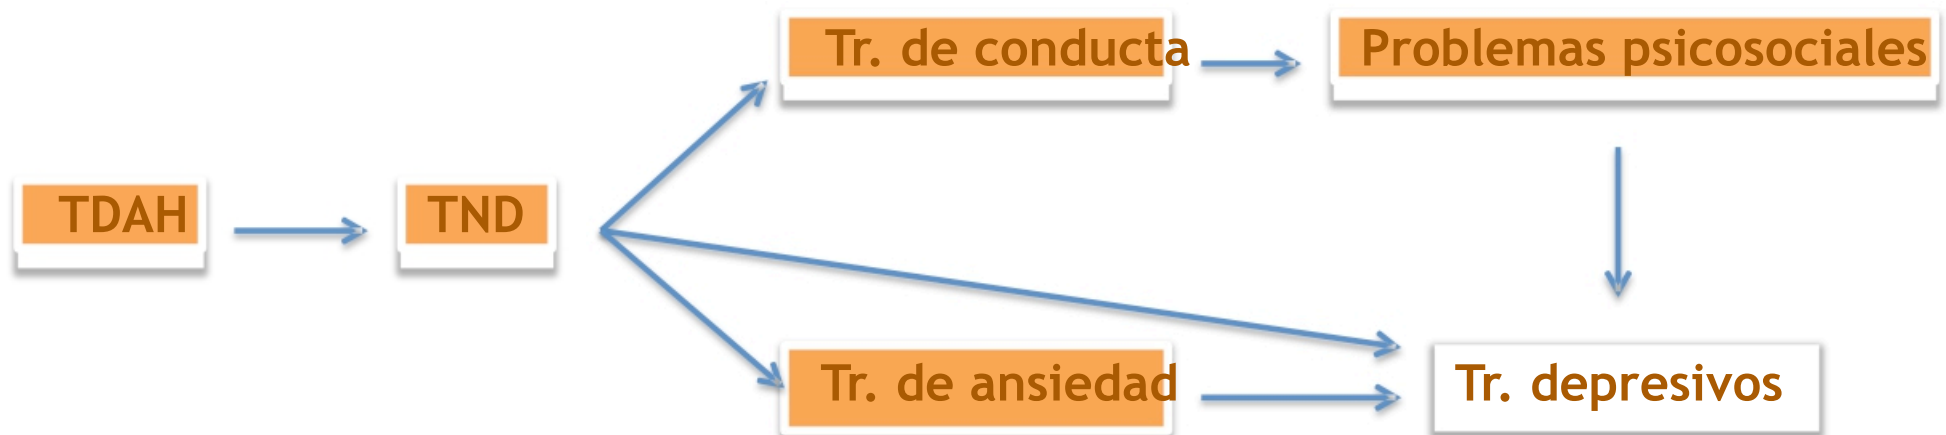 Tr. de conducta
Problemas psicosociales
TDAH
TND
Tr. de ansiedad
Tr. depresivos